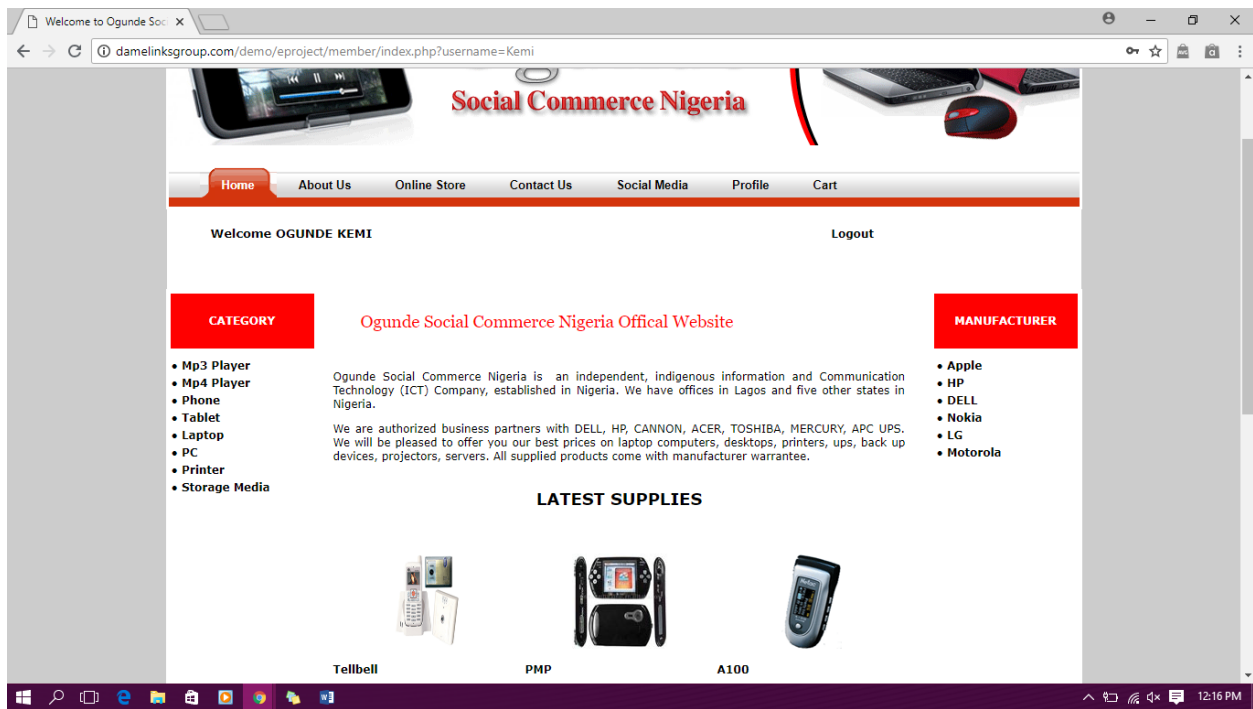 Welcome to Ogunde Soc
damelinksgroup.com/demo/eproject/member/index.php?username=Kemi
Social Commerce Nigeria
Home About Us Online Store Contact Us Social Media Profile Cart
Welcome OGUNDE KEMI Logout
CATEGORY
• Mp3 Player
• Mp4 Player
• Phone
• Tablet
• Laptop
• PC
• Printer
• Storage Media
Ogunde Social Commerce Nigeria Offical Website
Ogunde Social Commerce Nigeria is an independent, indigenous information and Communication
Technology (ICT) Company, established in Nigeria. We have offices in Lagos and five other states in
Nigeria.
We are authorized business partners with DELL, HP, CANNON, ACER, TOSHIBA, MERCURY, APC UPS.
We will be pleased to offer you our best prices on laptop computers, desktops, printers, ups, back up
devices, projectors, servers. All supplied products come with manufacturer warrantee.
LATEST SUPPLIES
Tellbell PMP A100
MANUFACTURER
• Apple
• HP
• DELL
• Nokia
• LG
• Motorola
12:16 PM